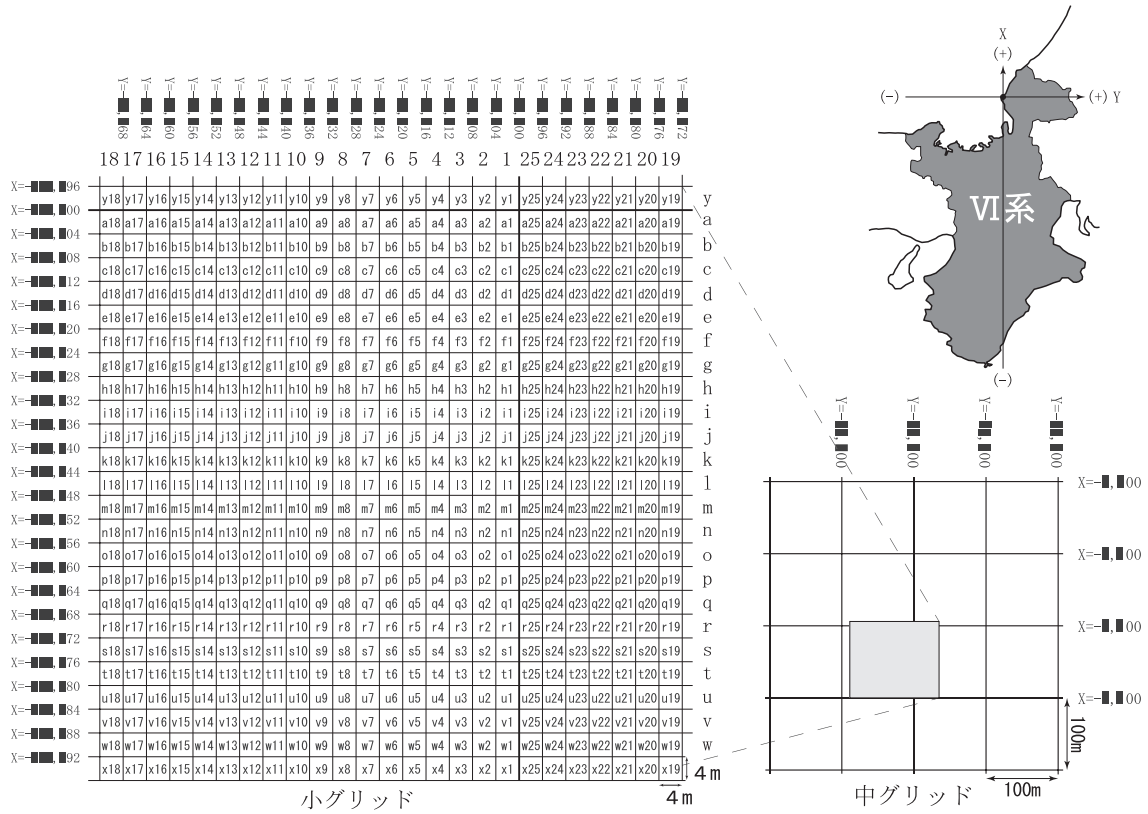 X
(+)
(-)
(+) Y
(-)
Ⅵ系
Y=-■,■68 Y=-■,■64 Y=-■,■60 Y=-■,■56 Y=-■,■52 Y=-■,■48 Y=-■,■44 Y=-■,■40 Y=-■,■36 Y=-■,■32 Y=-■,■28 Y=-■,■24 Y=-■,■20 Y=-■,■16 Y=-■,■12 Y=-■,■08 Y=-■,■04 Y=-■,■00 Y=-■,■96 Y=-■,■92 Y=-■,■88 Y=-■,■84 Y=-■,■80 Y=-■,■76 Y=-■,■72
18 17 16 15 14 13 12 11 10 9 8 7 6 5 4 3 2 1 25 24 23 22 21 20 19
X=-■■,■96
y18 y17 y16 y15 y14 y13 y12 y11 y10 y9 y8 y7 y6 y5 y4 y3 y2 y1 y25 y24 y23 y22 y21 y20 y19 y
X=-■■,■00
a18 a17 a16 a15 a14 a13 a12 a11 a10 a9 a8 a7 a6 a5 a4 a3 a2 a1 a25 a24 a23 a22 a21 a20 a19 a
X=-■■,■04
b18 b17 b16 b15 b14 b13 b12 b11 b10 b9 b8 b7 b6 b5 b4 b3 b2 b1 b25 b24 b23 b22 b21 b20 b19 b
X=-■■,■08
c18 c17 c16 c15 c14 c13 c12 c11 c10 c9 c8 c7 c6 c5 c4 c3 c2 c1 c25 c24 c23 c22 c21 c20 c19 c
X=-■■,■12
d18 d17 d16 d15 d14 d13 d12 d11 d10 d9 d8 d7 d6 d5 d4 d3 d2 d1 d25 d24 d23 d22 d21 d20 d19 d
X=-■■,■16
e18 e17 e16 e15 e14 e13 e12 e11 e10 e9 e8 e7 e6 e5 e4 e3 e2 e1 e25 e24 e23 e22 e21 e20 e19 e
X=-■■,■20
f18 f17 f16 f15 f14 f13 f12 f11 f10 f9 f8 f7 f6 f5 f4 f3 f2 f1 f25 f24 f23 f22 f21 f20 f19 f
X=-■■,■24
g18 g17 g16 g15 g14 g13 g12 g11 g10 g9 g8 g7 g6 g5 g4 g3 g2 g1 g25 g24 g23 g22 g21 g20 g19 g
X=-■■,■28
h18 h17 h16 h15 h14 h13 h12 h11 h10 h9 h8 h7 h6 h5 h4 h3 h2 h1 h25 h24 h23 h22 h21 h20 h19 h
X=-■■,■32
i18 i17 i16 i15 i14 i13 i12 i11 i10 i9 i8 i7 i6 i5 i4 i3 i2 i1 i25 i24 i23 i22 i21 i20 i19 i
X=-■■,■36
j18 j17 j16 j15 j14 j13 j12 j11 j10 j9 j8 j7 j6 j5 j4 j3 j2 j1 j25 j24 j23 j22 j21 j20 j19 j
X=-■■,■40
k18 k17 k16 k15 k14 k13 k12 k11 k10 k9 k8 k7 k6 k5 k4 k3 k2 k1 k25 k24 k23 k22 k21 k20 k19 k
X=-■■,■44
l18 l17 l16 l15 l14 l13 l12 l11 l10 l9 l8 l7 l6 l5 l4 l3 l2 l1 l25 l24 l23 l22 l21 l20 l19 l
X=-■■,■48
m18 m17 m16 m15 m14 m13 m12 m11 m10 m9 m8 m7 m6 m5 m4 m3 m2 m1 m25 m24 m23 m22 m21 m20 m19 m
X=-■■,■52
n18 n17 n16 n15 n14 n13 n12 n11 n10 n9 n8 n7 n6 n5 n4 n3 n2 n1 n25 n24 n23 n22 n21 n20 n19 n
X=-■■,■56
o18 o17 o16 o15 o14 o13 o12 o11 o10 o9 o8 o7 o6 o5 o4 o3 o2 o1 o25 o24 o23 o22 o21 o20 o19 o
X=-■■,■60
p18 p17 p16 p15 p14 p13 p12 p11 p10 p9 p8 p7 p6 p5 p4 p3 p2 p1 p25 p24 p23 p22 p21 p20 p19 p
X=-■■,■64
q18 q17 q16 q15 q14 q13 q12 q11 q10 q9 q8 q7 q6 q5 q4 q3 q2 q1 q25 q24 q23 q22 q21 q20 q19 q
X=-■■,■68
r18 r17 r16 r15 r14 r13 r12 r11 r10 r9 r8 r7 r6 r5 r4 r3 r2 r1 r25 r24 r23 r22 r21 r20 r19 r
X=-■■,■72
s18 s17 s16 s15 s14 s13 s12 s11 s10 s9 s8 s7 s6 s5 s4 s3 s2 s1 s25 s24 s23 s22 s21 s20 s19 s
X=-■■,■76
t18 t17 t16 t15 t14 t13 t12 t11 t10 t9 t8 t7 t6 t5 t4 t3 t2 t1 t25 t24 t23 t22 t21 t20 t19 t
X=-■■,■80
u18 u17 u16 u15 u14 u13 u12 u11 u10 u9 u8 u7 u6 u5 u4 u3 u2 u1 u25 u24 u23 u22 u21 u20 u19 u
X=-■■,■84
v18 v17 v16 v15 v14 v13 v12 v11 v10 v9 v8 v7 v6 v5 v4 v3 v2 v1 v25 v24 v23 v22 v21 v20 v19 v
X=-■■,■88
w18 w17 w16 w15 w14 w13 w12 w11 w10 w9 w8 w7 w6 w5 w4 w3 w2 w1 w25 w24 w23 w22 w21 w20 w19 w
X=-■■,■92
x18 x17 x16 x15 x14 x13 x12 x11 x10 x9 x8 x7 x6 x5 x4 x3 x2 x1 x25 x24 x23 x22 x21 x20 x19 x
4m
4m
小グリッド
Y=-■,■00 Y=-■,■00 Y=-■,■00 Y=-■,■00
X=-■,■00
X=-■,■00
X=-■,■00
X=-■,■00
100m
100m
中グリッド